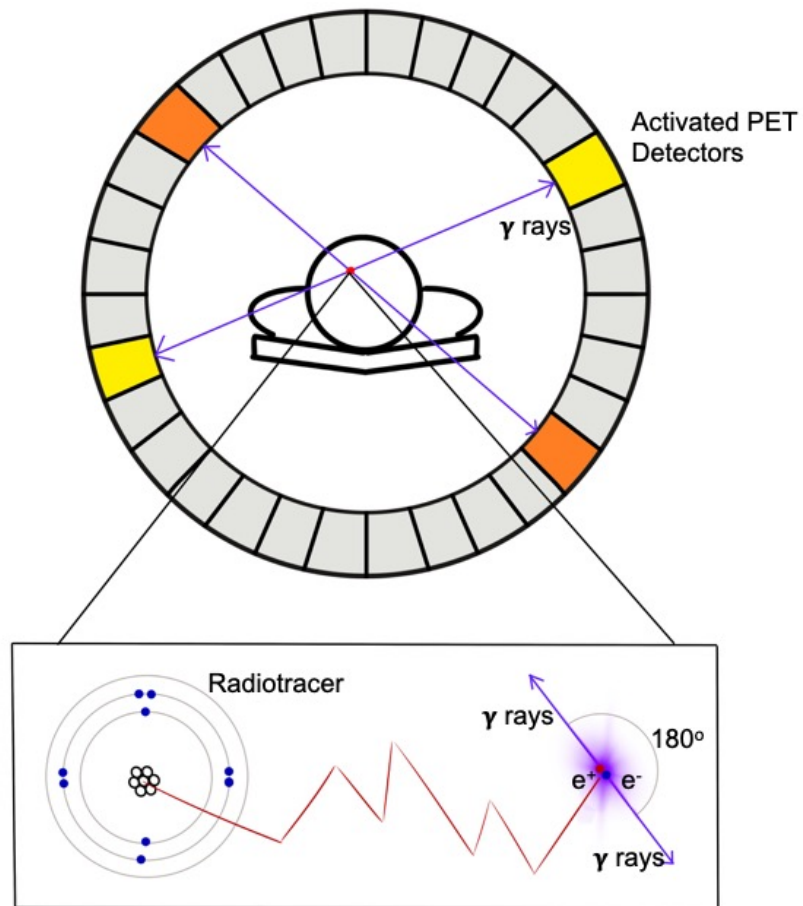 Activated PET
Detectors
γ rays
Radiotracer
γ rays
180°
e⁺ e⁻
γ rays